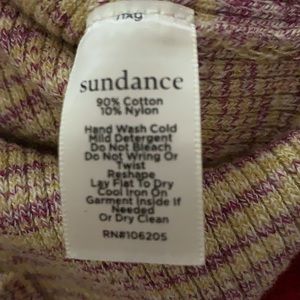 sundance
90% Cotton
10% Nylon
Hand Wash Cold
Mild Detergent
Do Not Bleach
Do Not Wring Or
Twist
Reshape
Lay Flat To Dry
Cool Iron On
Garment Inside If
Needed
Or Dry Clean
RN#106205